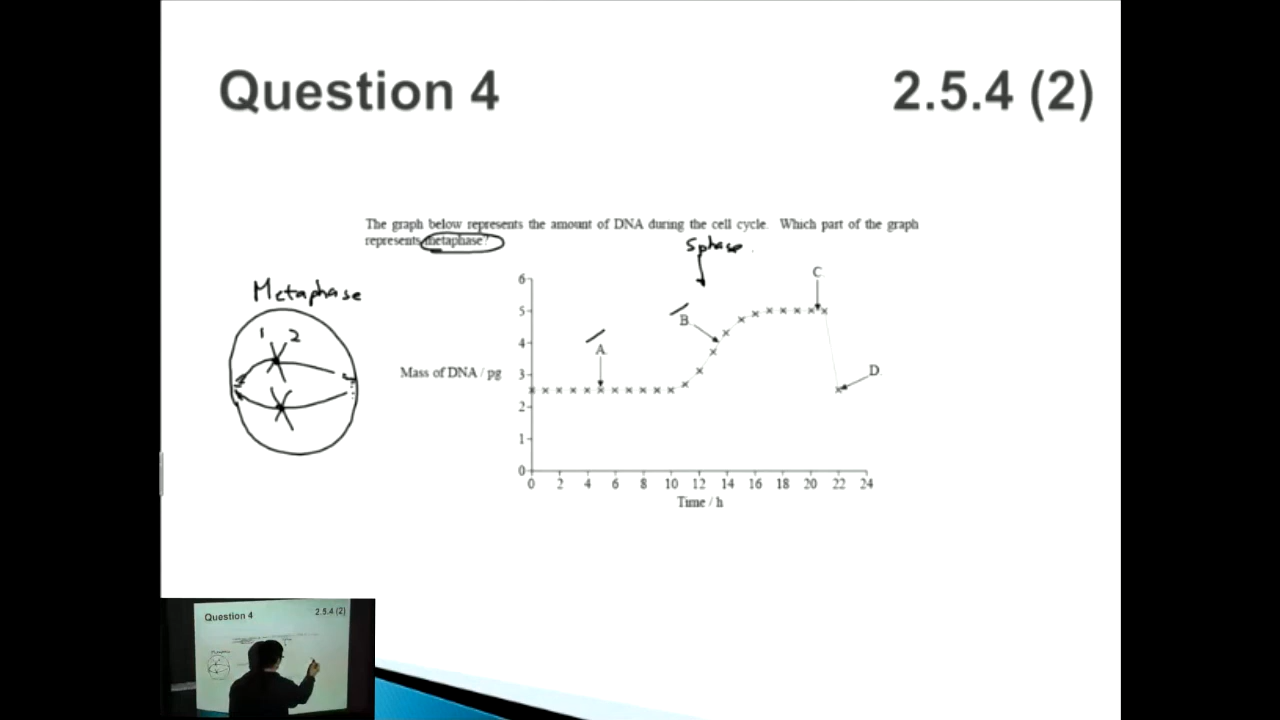 Question 4
2.5.4 (2)
The graph below represents the amount of DNA during the cell cycle. Which part of the graph
represents metaphase?
S phase
Metaphase
1 2
C
B
A
D
Mass of DNA / pg
6
5
4
3
2
1
0
0 2 4 6 8 10 12 14 16 18 20 22 24
Time / h
Question 4
2.5.4 (2)